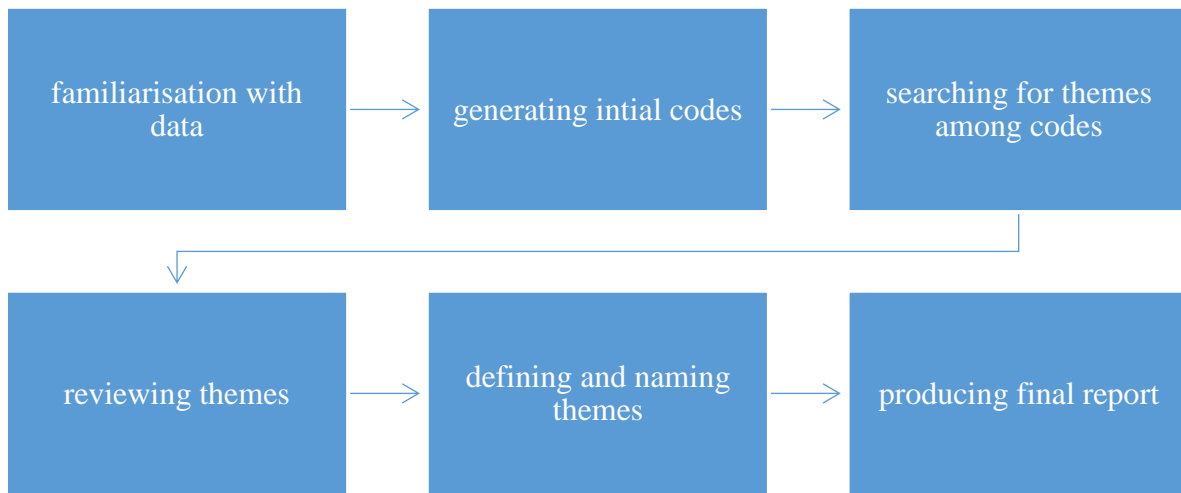 familiarisation with
data
generating intial codes
searching for themes
among codes
reviewing themes
defining and naming
themes
producing final report